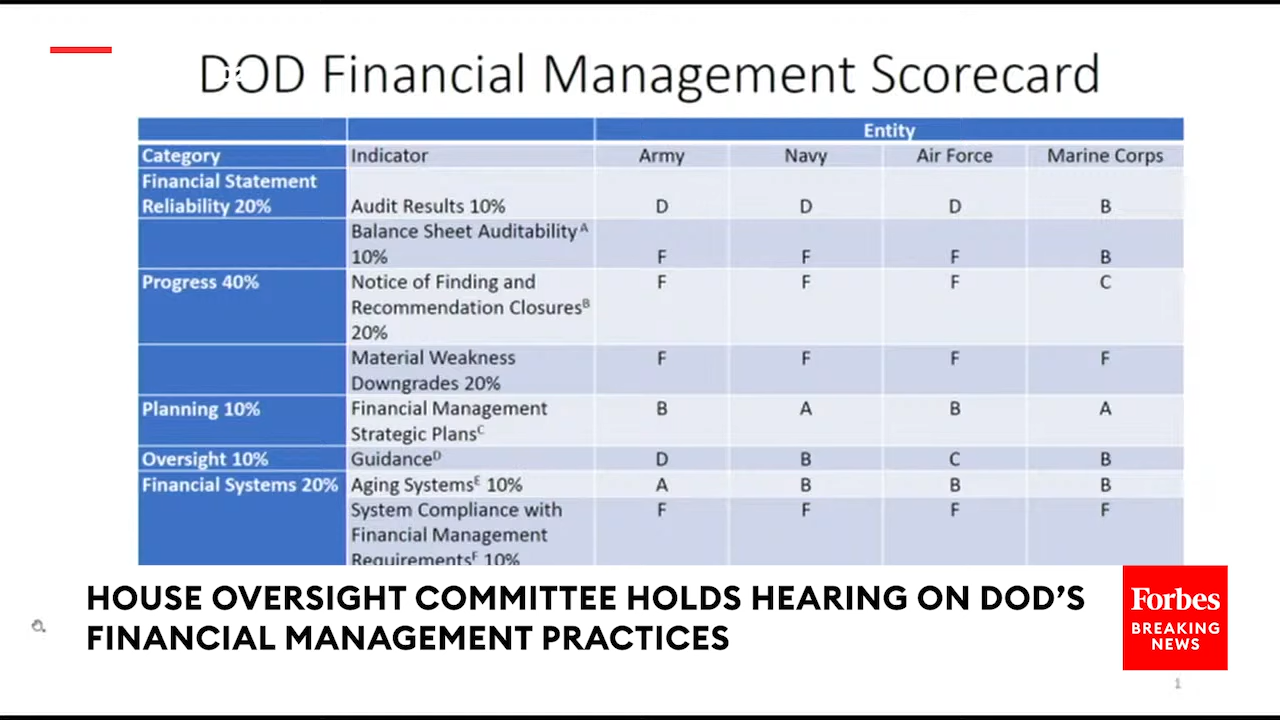 DOD Financial Management Scorecard
Entity
Category Indicator Army Navy Air Force Marine Corps
Financial Statement
Reliability 20% Audit Results 10% D D D B
Balance Sheet Auditability^A
10% F F F B
Progress 40% Notice of Finding and F F F C
Recommendation Closures^B
20%
Material Weakness F F F F
Downgrades 20%
Planning 10% Financial Management B A B A
Strategic Plans^C
Oversight 10% Guidance^D D B C B
Financial Systems 20% Aging Systems^E 10% A B B B
System Compliance with F F F F
Financial Management
Requirements^F 10%
HOUSE OVERSIGHT COMMITTEE HOLDS HEARING ON DOD'S
FINANCIAL MANAGEMENT PRACTICES
Forbes
BREAKING
NEWS
1